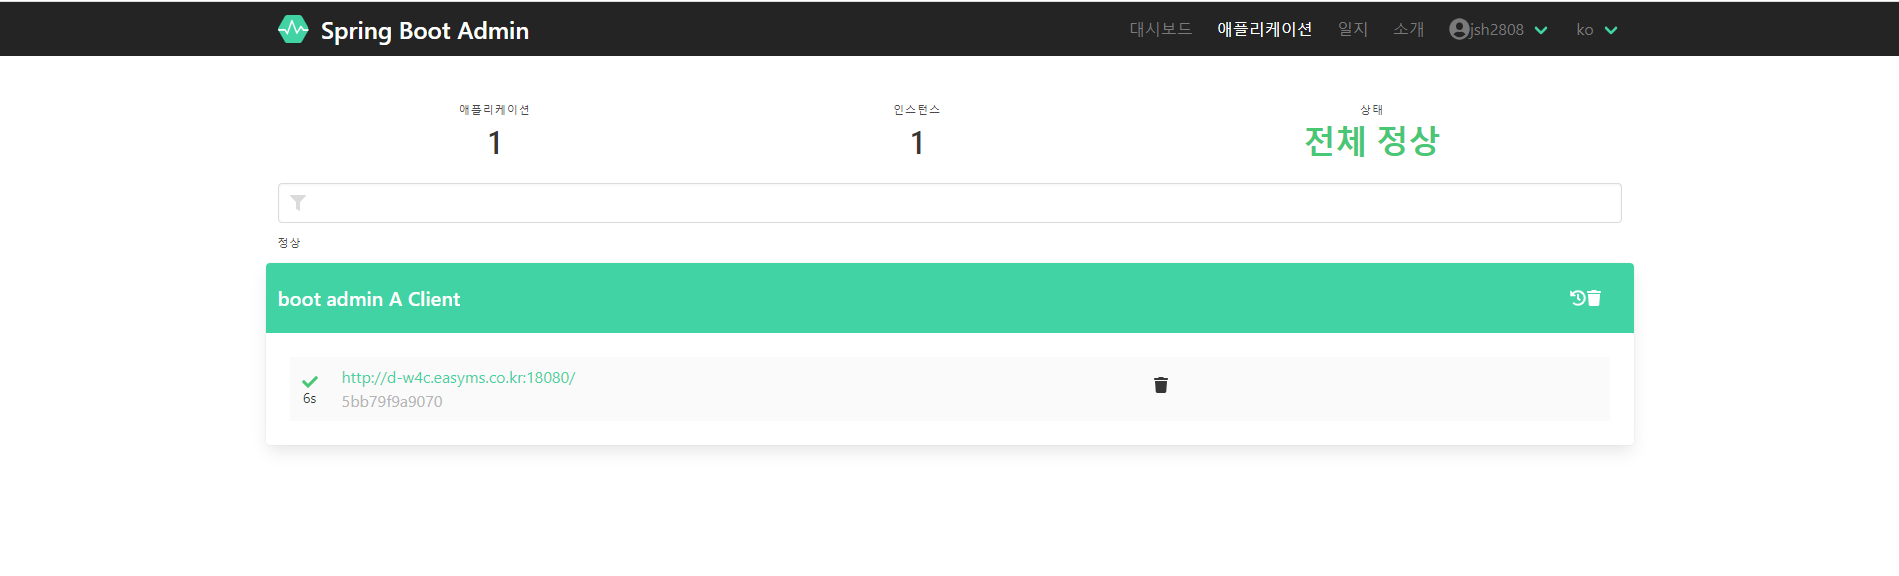 Spring Boot Admin
대시보드
애플리케이션
일지
소개
jsh2808
ko
애플리케이션
1
인스턴스
1
상태
전체 정상
정상
boot admin A Client
http://d-w4c.easyms.co.kr:18080/
6s
5bb79f9a9070